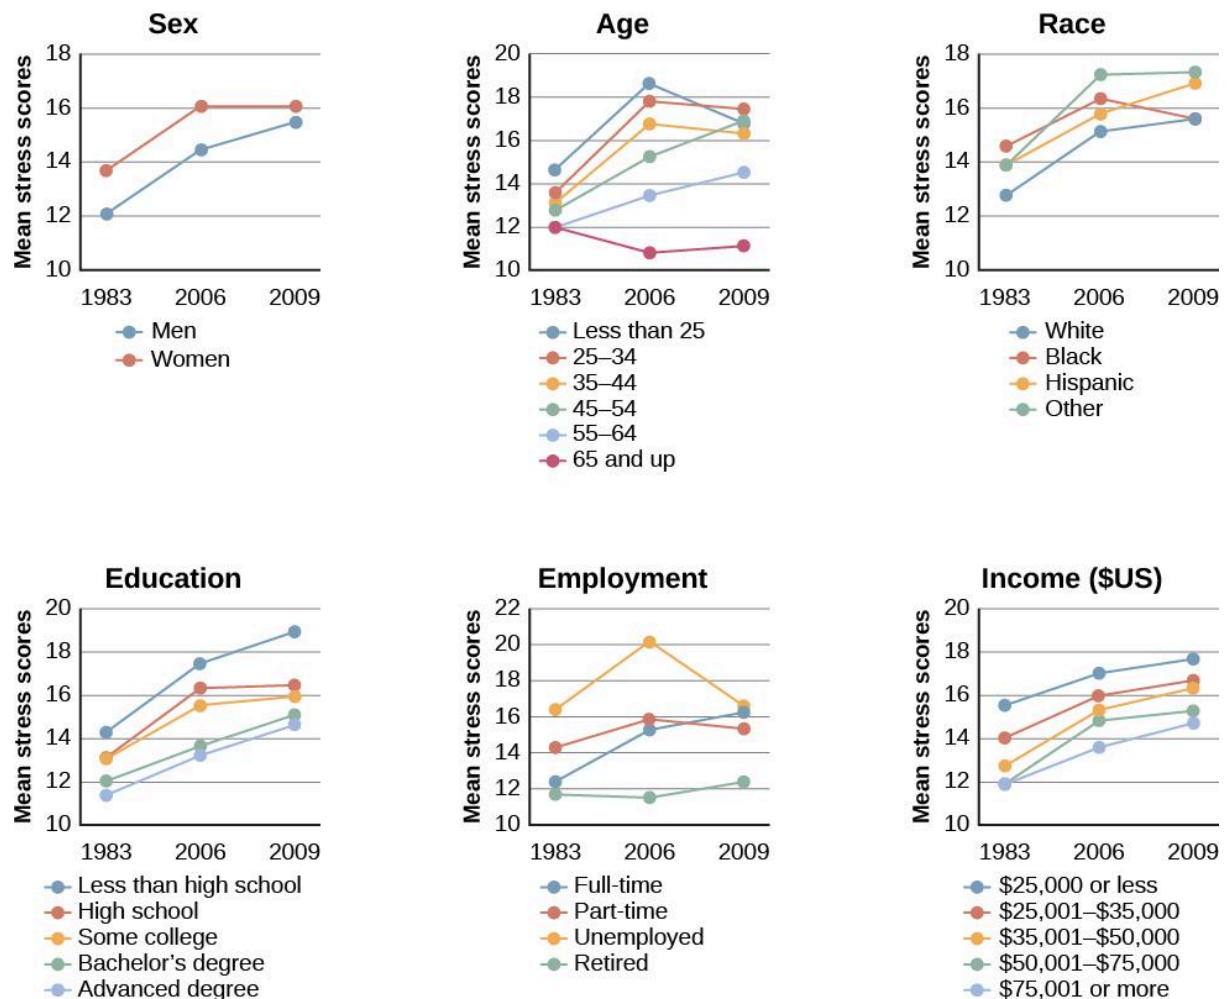 Sex
Mean stress scores
18
16
14
12
10
1983 2006 2009
Men
Women
Age
Mean stress scores
20
18
16
14
12
10
1983 2006 2009
Less than 25
25–34
35–44
45–54
55–64
65 and up
Race
Mean stress scores
18
16
14
12
10
1983 2006 2009
White
Black
Hispanic
Other
Education
Mean stress scores
20
18
16
14
12
10
1983 2006 2009
Less than high school
High school
Some college
Bachelor's degree
Advanced degree
Employment
Mean stress scores
22
20
18
16
14
12
10
1983 2006 2009
Full-time
Part-time
Unemployed
Retired
Income ($US)
Mean stress scores
20
18
16
14
12
10
1983 2006 2009
$25,000 or less
$25,001–$35,000
$35,001–$50,000
$50,001–$75,000
$75,001 or more